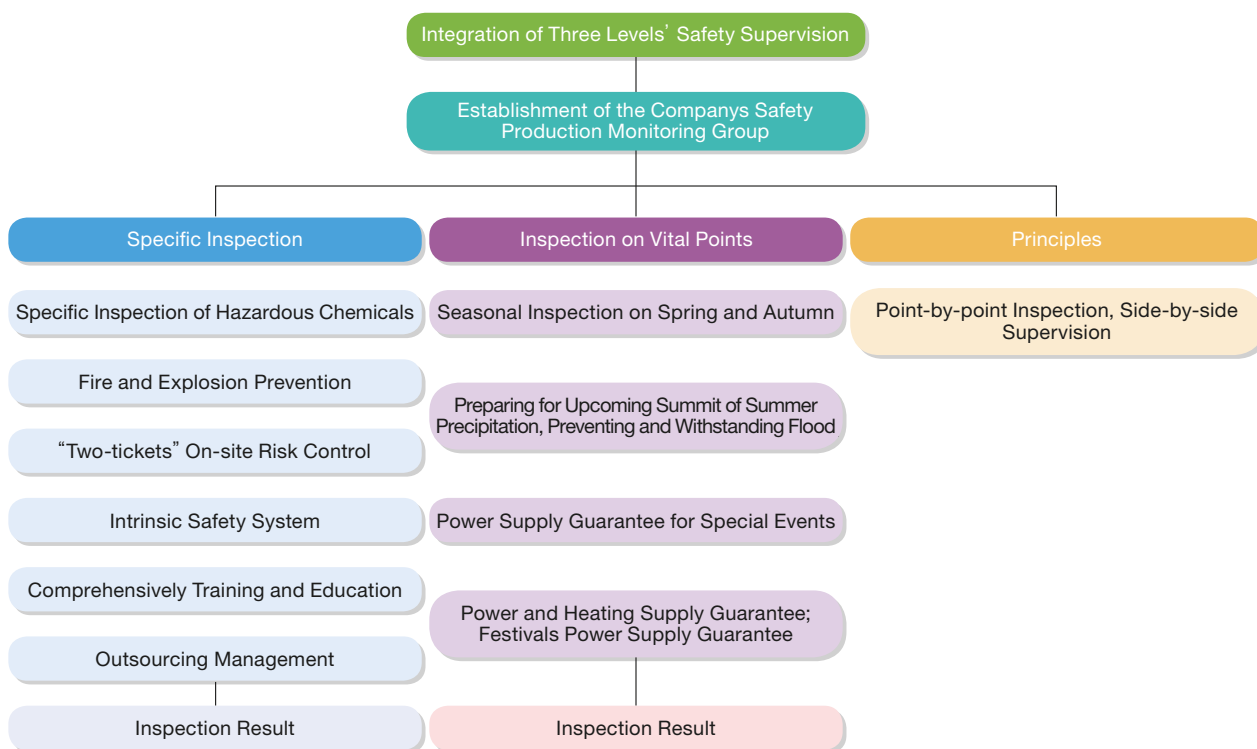 Integration of Three Levels’ Safety Supervision
Establishment of the Companys Safety
Production Monitoring Group
Specific Inspection
Specific Inspection of Hazardous Chemicals
Fire and Explosion Prevention
“Two-tickets” On-site Risk Control
Intrinsic Safety System
Comprehensively Training and Education
Outsourcing Management
Inspection Result
Inspection on Vital Points
Seasonal Inspection on Spring and Autumn
Preparing for Upcoming Summit of Summer
Precipitation, Preventing and Withstanding Flood
Power Supply Guarantee for Special Events
Power and Heating Supply Guarantee;
Festivals Power Supply Guarantee
Inspection Result
Principles
Point-by-point Inspection, Side-by-side
Supervision